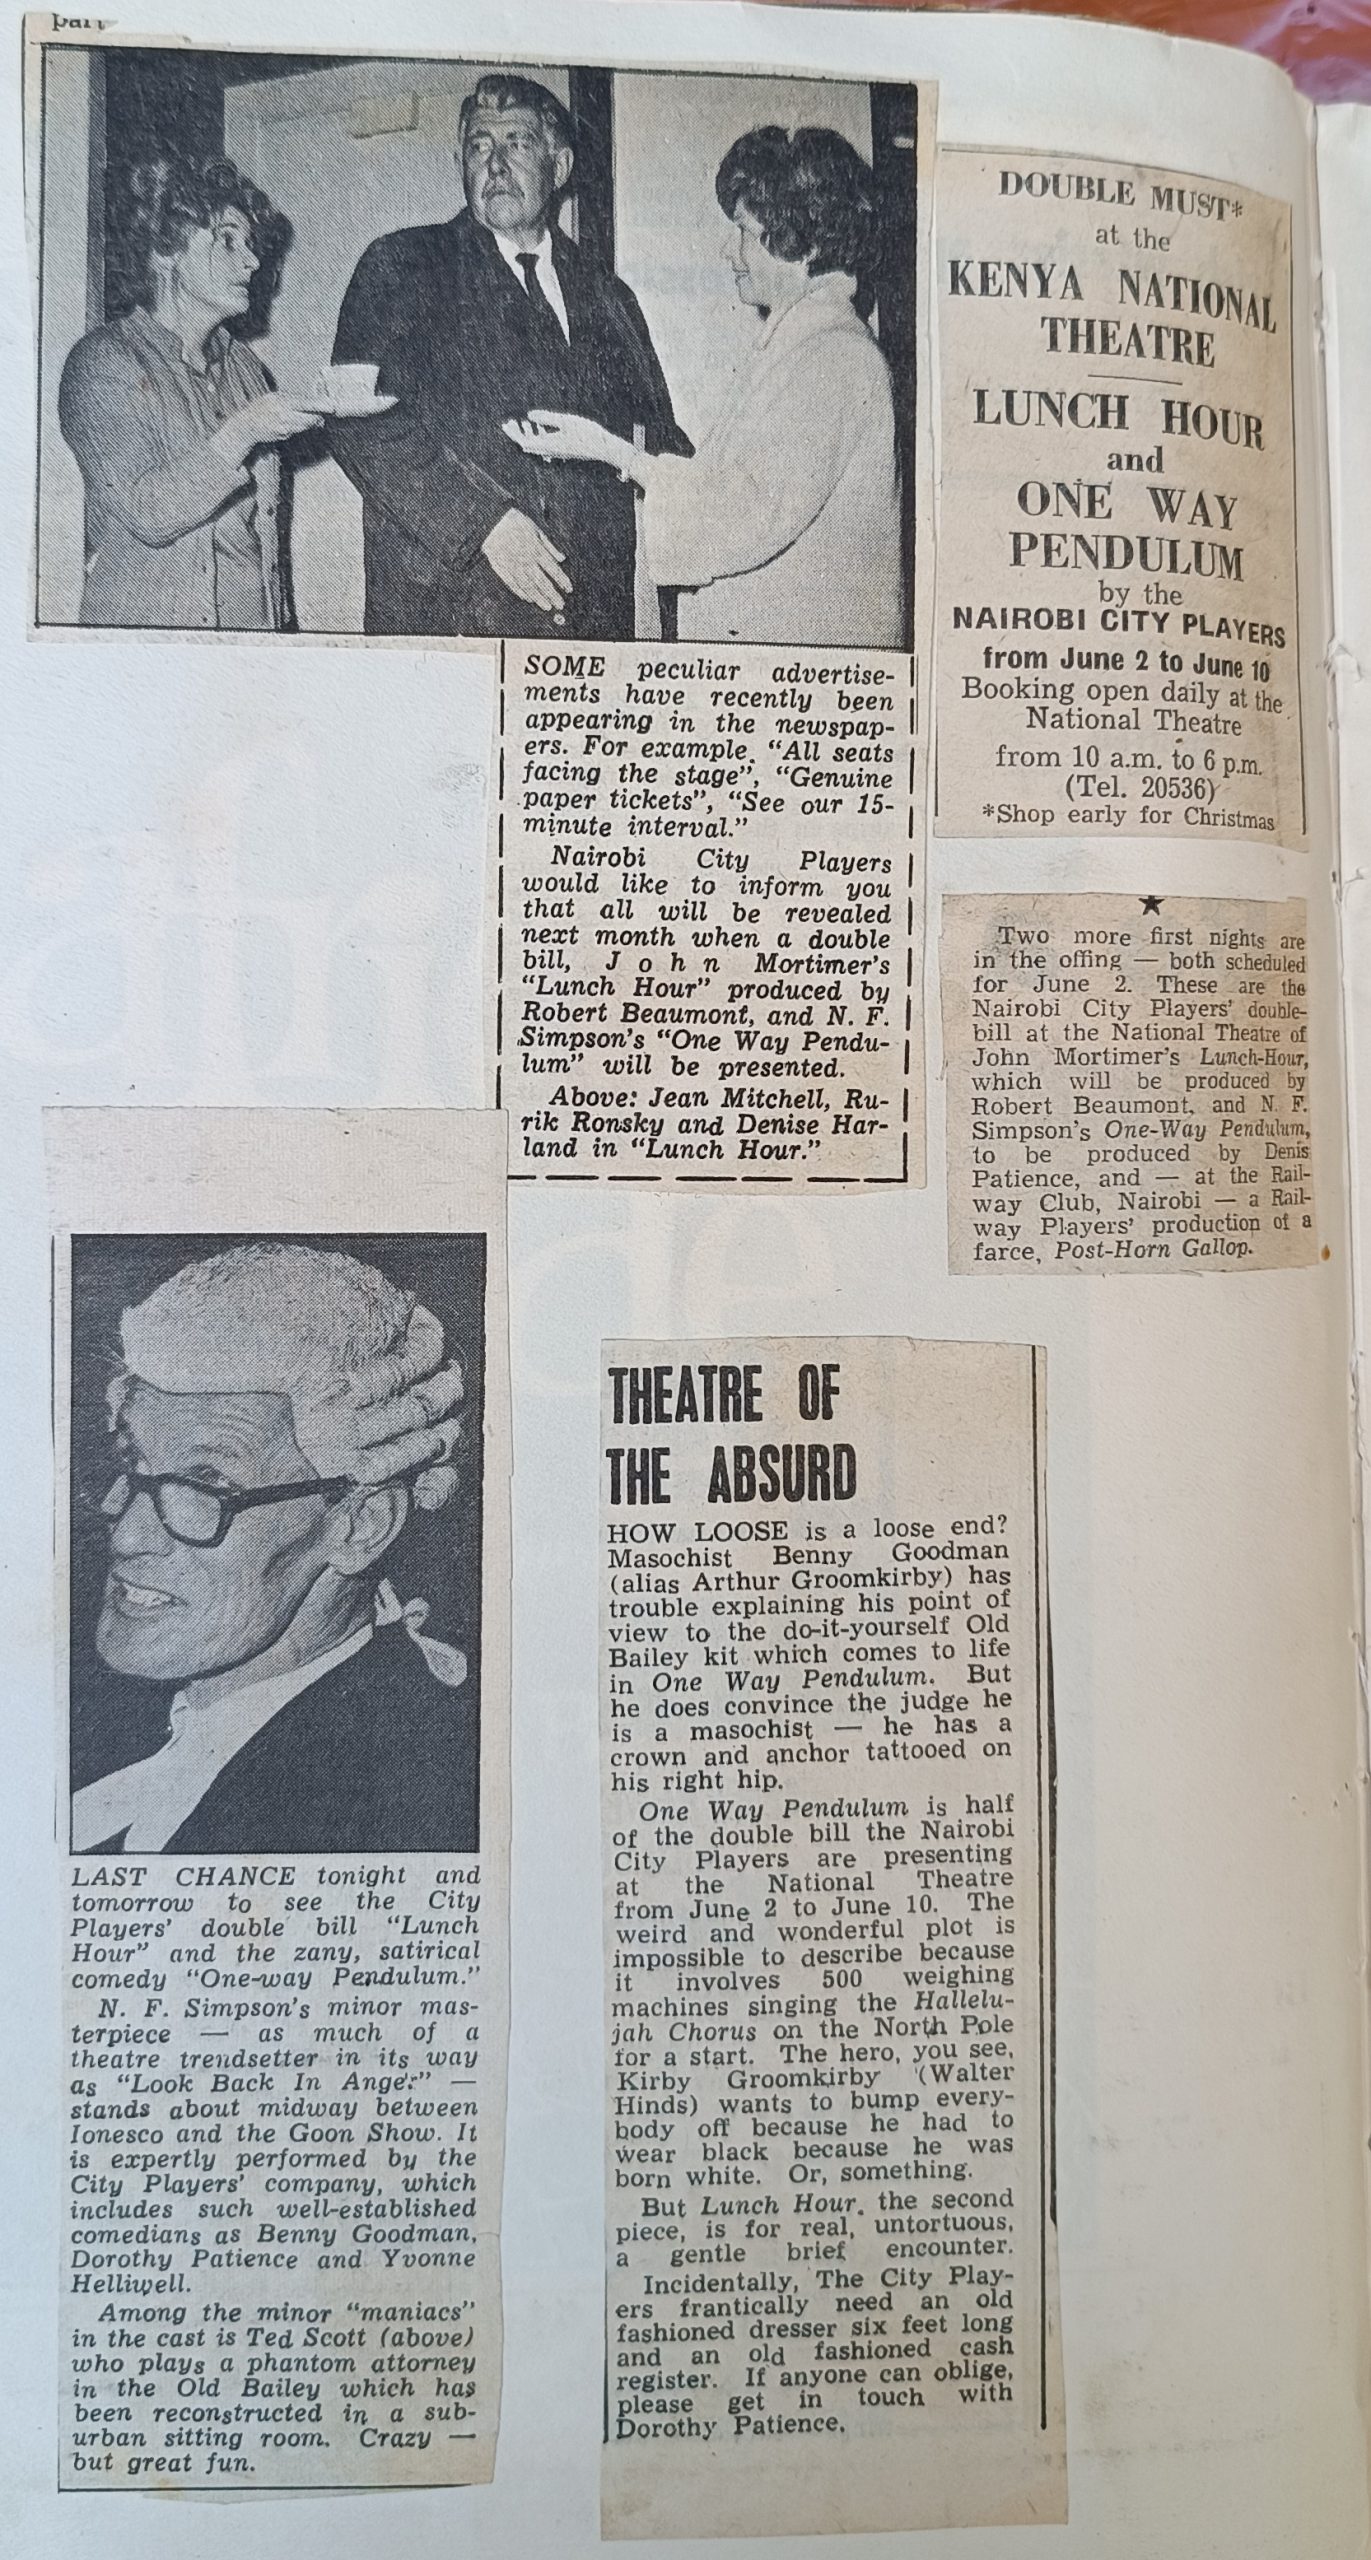 DOUBLE MUST*
at the
KENYA NATIONAL
THEATRE
LUNCH HOUR
and
ONE WAY
PENDULUM
by the
NAIROBI CITY PLAYERS
from June 2 to June 10
Booking open daily at the
National Theatre
from 10 a.m. to 6 p.m.
(Tel. 20536)
*Shop early for Christmas
SOME peculiar advertise-
ments have recently been
appearing in the newspap-
ers. For example, "All seats
facing the stage", "Genuine
paper tickets", "See our 15-
minute interval."
Nairobi City Players
would like to inform you
that all will be revealed
next month when a double
bill, John Mortimer's
"Lunch Hour" produced by
Robert Beaumont, and N. F.
Simpson's "One Way Pendu-
lum" will be presented.
Above: Jean Mitchell, Ru-
rik Ronsky and Denise Har-
land in "Lunch Hour."
Two more first nights are
in the offing — both scheduled
for June 2. These are the
Nairobi City Players' double-
bill at the National Theatre of
John Mortimer's Lunch-Hour,
which will be produced by
Robert Beaumont, and N. F.
Simpson's One-Way Pendulum,
to be produced by Denis
Patience, and — at the Rail-
way Club, Nairobi — a Rail-
way Players' production of a
farce, Post-Horn Gallop.
LAST CHANCE tonight and
tomorrow to see the City
Players' double bill "Lunch
Hour" and the zany, satirical
comedy "One-way Pendulum."
N. F. Simpson's minor mas-
terpiece — as much of a
theatre trendsetter in its way
as "Look Back In Anger" —
stands about midway between
Ionesco and the Goon Show. It
is expertly performed by the
City Players' company, which
includes such well-established
comedians as Benny Goodman,
Dorothy Patience and Yvonne
Helliwell.
Among the minor "maniacs"
in the cast is Ted Scott (above)
who plays a phantom attorney
in the Old Bailey which has
been reconstructed in a sub-
urban sitting room. Crazy —
but great fun.
THEATRE OF
THE ABSURD
HOW LOOSE is a loose end?
Masochist Benny Goodman
(alias Arthur Groomkirby) has
trouble explaining his point of
view to the do-it-yourself Old
Bailey kit which comes to life
in One Way Pendulum. But
he does convince the judge he
is a masochist — he has a
crown and anchor tattooed on
his right hip.
One Way Pendulum is half
of the double bill the Nairobi
City Players are presenting
at the National Theatre
from June 2 to June 10. The
weird and wonderful plot is
impossible to describe because
it involves 500 weighing
machines singing the Hallelu-
jah Chorus on the North Pole
for a start. The hero, you see,
Kirby Groomkirby (Walter
Hinds) wants to bump every-
body off because he had to
wear black because he was
born white. Or, something.
But Lunch Hour, the second
piece, is for real, untortuous,
a gentle brief encounter.
Incidentally, The City Play-
ers frantically need an old
fashioned dresser six feet long
and an old fashioned cash
register. If anyone can oblige,
please get in touch with
Dorothy Patience.